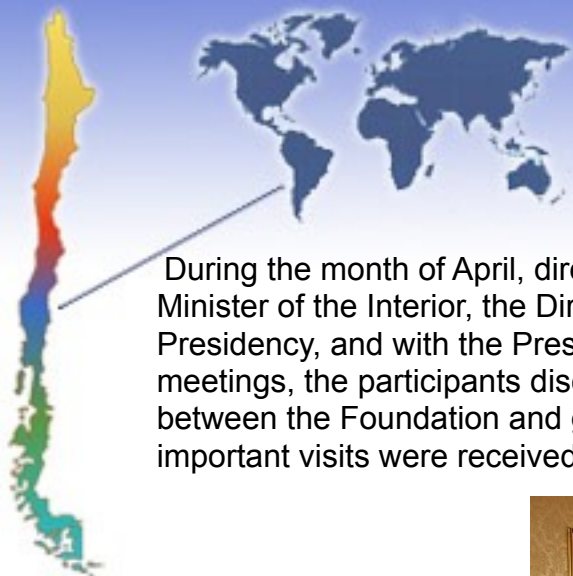 During the month of April, dire
Minister of the Interior, the Dir
Presidency, and with the Pres
meetings, the participants disc
between the Foundation and
important visits were received